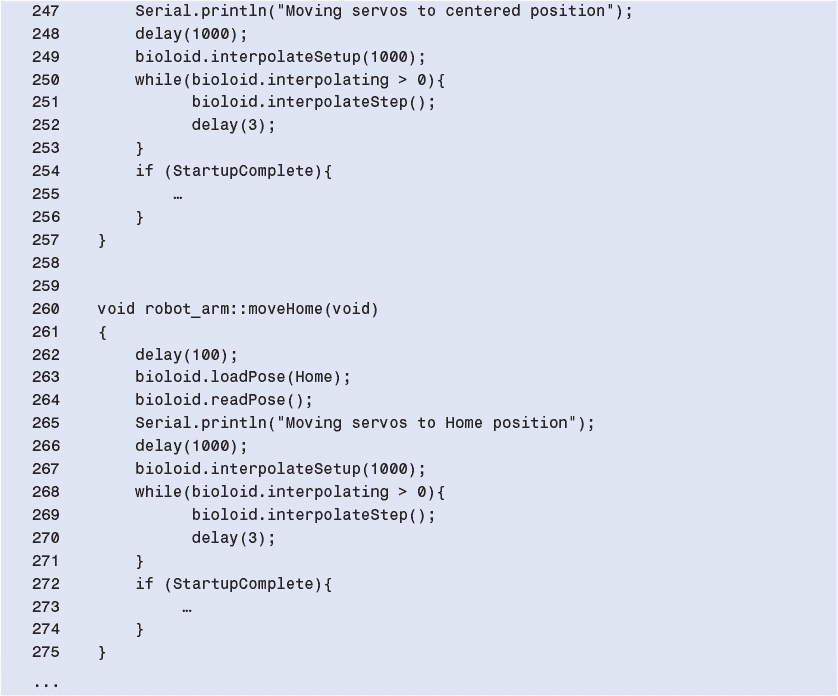 247        Serial.println("Moving servos to centered position");
248        delay(1000);
249        bioloid.interpolateSetup(1000);
250        while(bioloid.interpolating > 0){
251              bioloid.interpolateStep();
252              delay(3);
253        }
254        if (StartupComplete){
255            …
256        }
257    }
258
259
260    void robot_arm::moveHome(void)
261    {
262        delay(100);
263        bioloid.loadPose(Home);
264        bioloid.readPose();
265        Serial.println("Moving servos to Home position");
266        delay(1000);
267        bioloid.interpolateSetup(1000);
268        while(bioloid.interpolating > 0){
269              bioloid.interpolateStep();
270              delay(3);
271        }
272        if (StartupComplete){
273             …
274        }
275    }
...